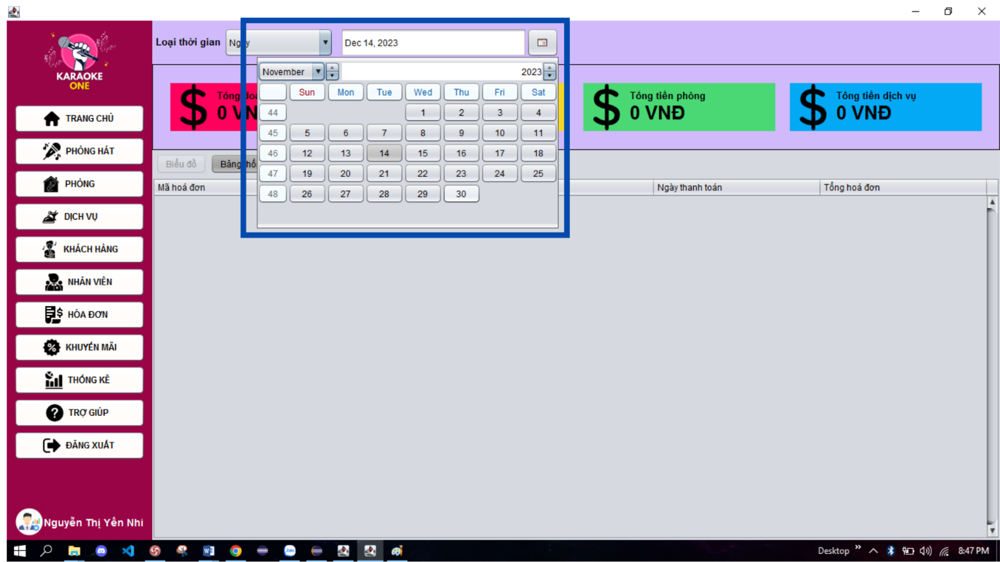 KARAOKE
ONE
TRANG CHỦ
PHÒNG HÁT
PHÒNG
DỊCH VỤ
KHÁCH HÀNG
NHÂN VIÊN
HÓA ĐƠN
KHUYẾN MÃI
THỐNG KÊ
TRỢ GIÚP
ĐĂNG XUẤT
Nguyễn Thị Yến Nhi
Loại thời gian Ngày Dec 14, 2023
November 2023
Sun Mon Tue Wed Thu Fri Sat
44 1 2 3 4
45 5 6 7 8 9 10 11
46 12 13 14 15 16 17 18
47 19 20 21 22 23 24 25
48 26 27 28 29 30
Tổng
0 VN
Tổng tiền phòng
0 VNĐ
Tổng tiền dịch vụ
0 VNĐ
Biểu đồ Bảng
Mã hoá đơn Ngày thanh toán Tổng hoá đơn
Zalo
Desktop 8:47 PM